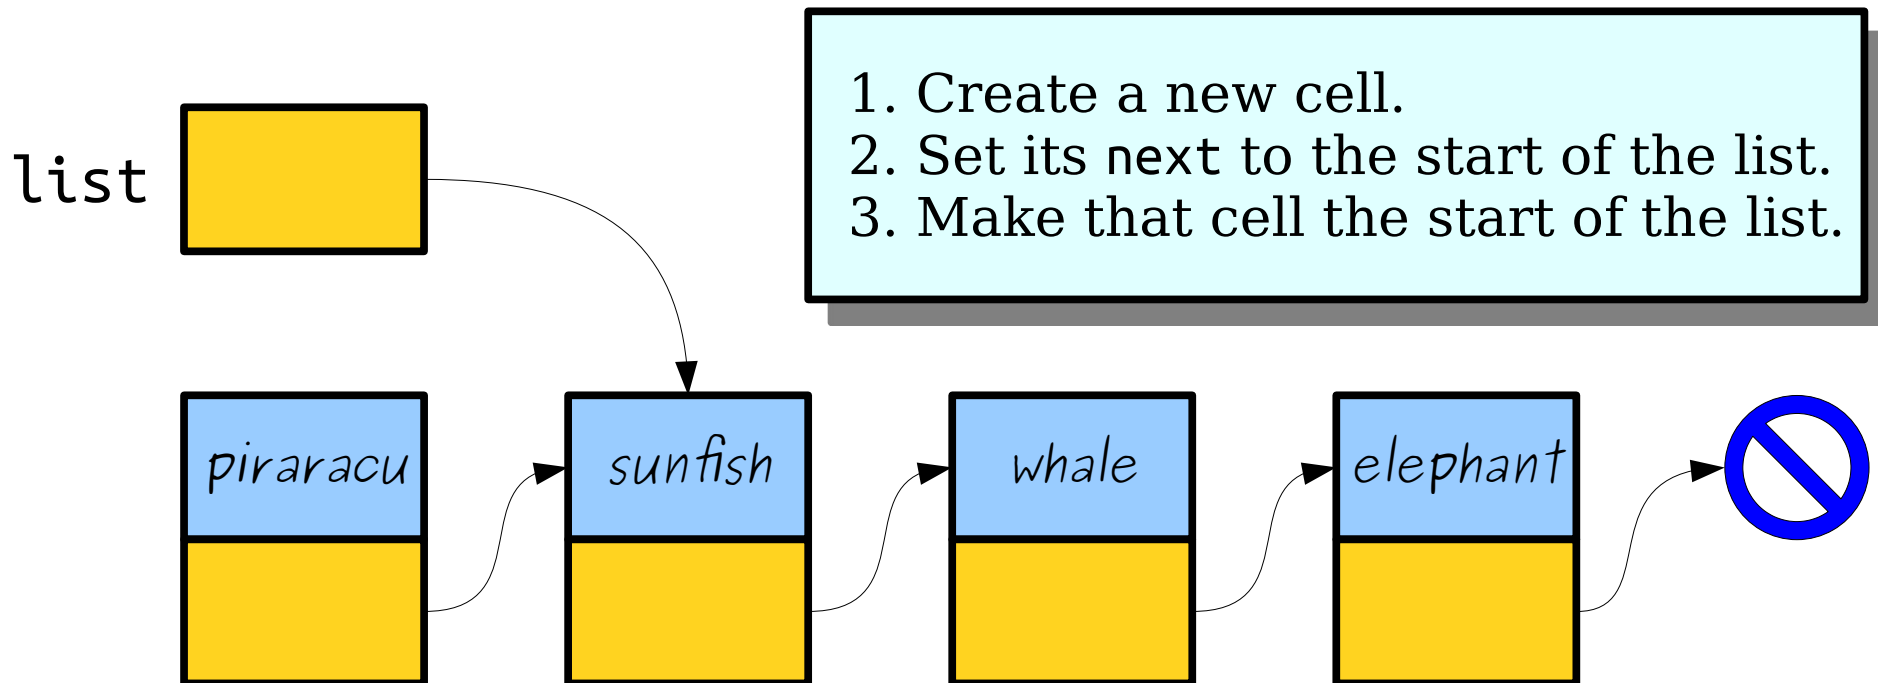 1. Create a new cell.
2. Set its next to the start of the list.
3. Make that cell the start of the list.
list
piraracu sunfish whale elephant